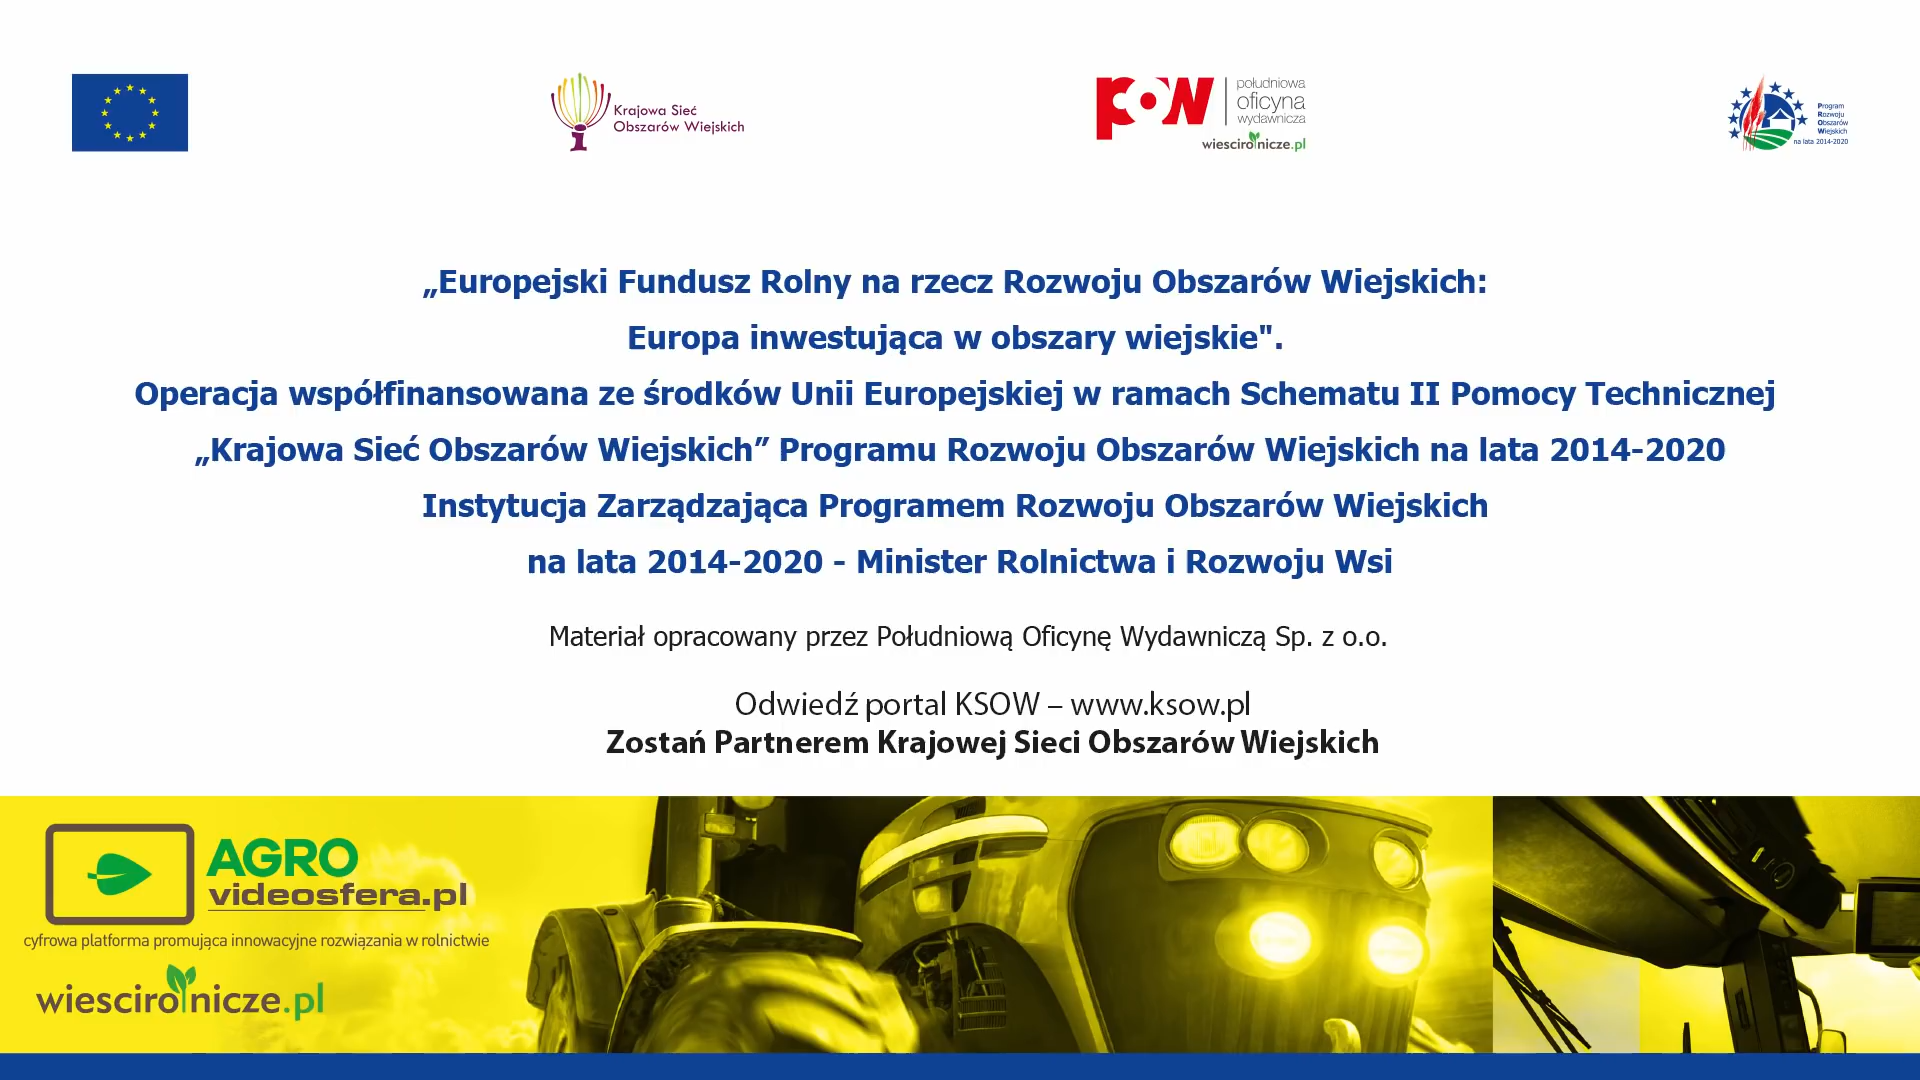 Krajowa Sieć
Obszarów Wiejskich
POW
południowa
oficyna
wydawnicza
wiescirolnicze.pl
Program
Rozwoju
Obszarów
Wiejskich
na lata 2014-2020
„Europejski Fundusz Rolny na rzecz Rozwoju Obszarów Wiejskich:
Europa inwestująca w obszary wiejskie".
Operacja współfinansowana ze środków Unii Europejskiej w ramach Schematu II Pomocy Technicznej
„Krajowa Sieć Obszarów Wiejskich” Programu Rozwoju Obszarów Wiejskich na lata 2014-2020
Instytucja Zarządzająca Programem Rozwoju Obszarów Wiejskich
na lata 2014-2020 - Minister Rolnictwa i Rozwoju Wsi
Materiał opracowany przez Południową Oficynę Wydawniczą Sp. z o.o.
Odwiedź portal KSOW – www.ksow.pl
Zostań Partnerem Krajowej Sieci Obszarów Wiejskich
AGRO
videosfera.pl
cyfrowa platforma promująca innowacyjne rozwiązania w rolnictwie
wiescirolnicze.pl